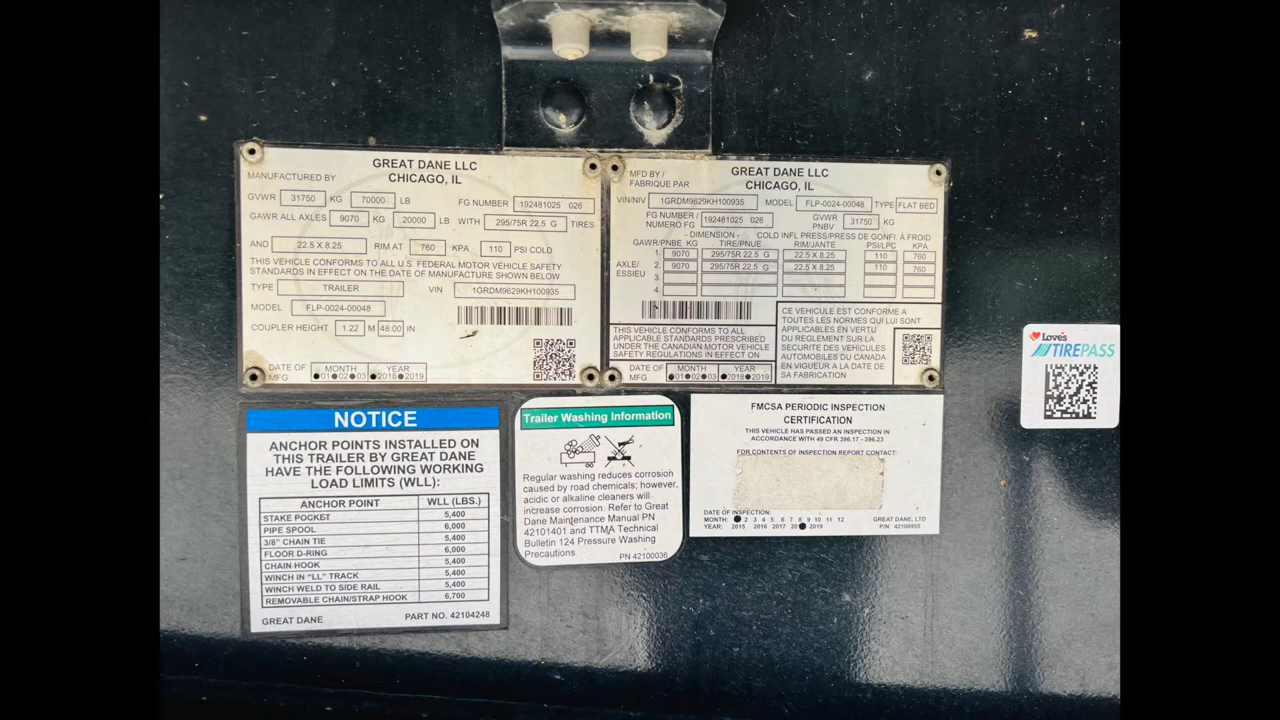 GREAT DANE LLC
MANUFACTURED BY CHICAGO, IL
GVWR 31750 KG 70000 LB FG NUMBER 192481025 026
GAWR ALL AXLES 9070 KG 20000 LB WITH 295/75R 22.5 G TIRES
AND 22.5 X 8.25 RIM AT 760 KPA 110 PSI COLD
THIS VEHICLE CONFORMS TO ALL U.S. FEDERAL MOTOR VEHICLE SAFETY
STANDARDS IN EFFECT ON THE DATE OF MANUFACTURE SHOWN BELOW
TYPE TRAILER VIN 1GRDM9629KH100935
MODEL FLP-0024-00048
COUPLER HEIGHT 1.22 M 48.00 IN
DATE OF MONTH YEAR
MFG 01 02 03 2018 2019
MFD BY / GREAT DANE LLC
FABRIQUE PAR CHICAGO, IL
VIN/NIV 1GRDM9629KH100935 MODEL FLP-0024-00048 TYPE FLAT BED
FG NUMBER / 192481025 026 GVWR 31750 KG
NUMERO FG PNBV
- DIMENSION - COLD INFL PRESS/PRESS DE GONFI. À FROID
GAWR/PNBE KG TIRE/PNUE RIM/JANTE PSI/LPC KPA
1. 9070 295/75R 22.5 G 22.5 X 8.25 110 760
AXLE/ 2. 9070 295/75R 22.5 G 22.5 X 8.25 110 760
ESSIEU 3.
4.
THIS VEHICLE CONFORMS TO ALL
APPLICABLE STANDARDS PRESCRIBED
UNDER THE CANADIAN MOTOR VEHICLE
SAFETY REGULATIONS IN EFFECT ON
DATE OF MONTH YEAR
MFG 01 02 03 2018 2019
CE VEHICULE EST CONFORME A
TOUTES LES NORMES QUI LUI SONT
APPLICABLES EN VERTU
DU REGLEMENT SUR LA
SECURITE DES VEHICULES
AUTOMOBILES DU CANADA
EN VIGUEUR A LA DATE DE
SA FABRICATION
Love's
TIREPASS
NOTICE
ANCHOR POINTS INSTALLED ON
THIS TRAILER BY GREAT DANE
HAVE THE FOLLOWING WORKING
LOAD LIMITS (WLL):
ANCHOR POINT WLL (LBS.)
STAKE POCKET 5,400
PIPE SPOOL 6,000
3/8" CHAIN TIE 5,400
FLOOR D-RING 6,000
CHAIN HOOK 5,400
WINCH IN "LL" TRACK 5,400
WINCH WELD TO SIDE RAIL 5,400
REMOVABLE CHAIN/STRAP HOOK 6,700
GREAT DANE PART NO. 42104248
Trailer Washing Information
Regular washing reduces corrosion
caused by road chemicals; however,
acidic or alkaline cleaners will
increase corrosion. Refer to Great
Dane Maintenance Manual PN
42101401 and TTMA Technical
Bulletin 124 Pressure Washing
Precautions.
PN 42100036
FMCSA PERIODIC INSPECTION
CERTIFICATION
THIS VEHICLE HAS PASSED AN INSPECTION IN
ACCORDANCE WITH 49 CFR 396.17 - 396.23
FOR CONTENTS OF INSPECTION REPORT CONTACT:
DATE OF INSPECTION
MONTH: 2 3 4 5 6 7 8 9 10 11 12 GREAT DANE, LTD
YEAR: 2015 2016 2017 2019 P/N 42100955